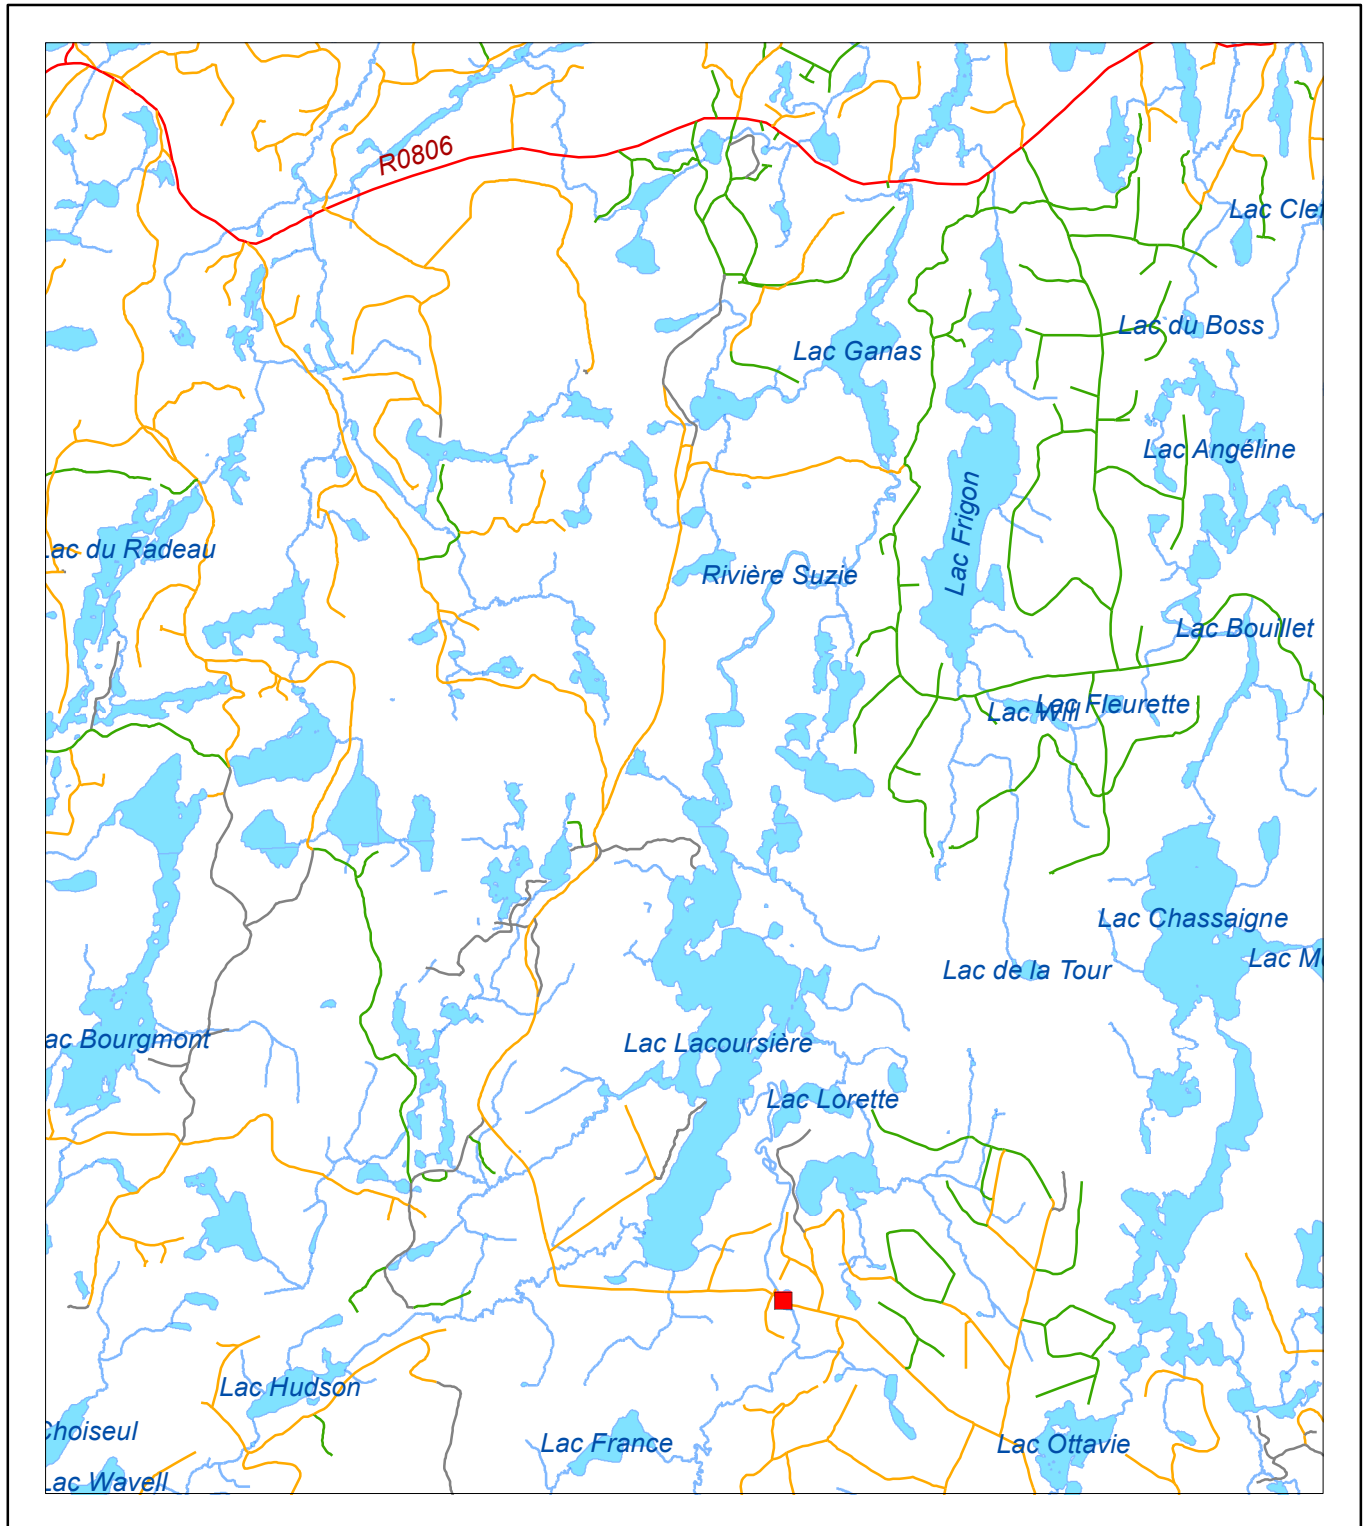 R0806
Lac Clef
Lac du Boss
Lac Ganas
Lac Angéline
Lac Frigon
Lac du Radeau
Rivière Suzie
Lac Bouillet
Lac Will
Lac Fleurette
Lac Chassaigne
Lac de la Tour
Lac M
ac Bourgmont
Lac Lacoursière
Lac Lorette
Lac Hudson
Choiseul
Lac France
Lac Ottavie
Lac Wavell